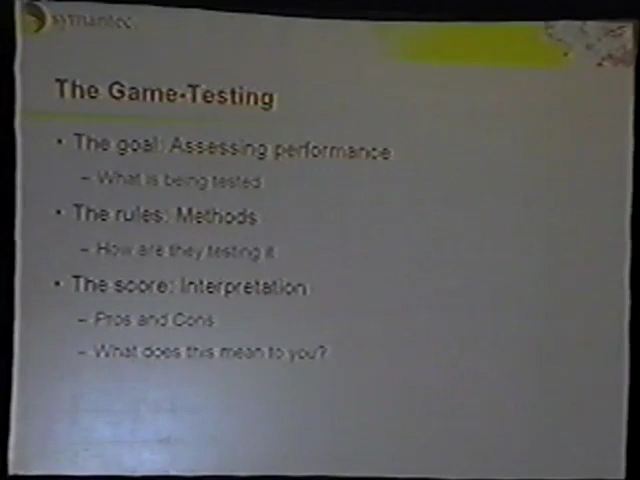 symantec.
The Game-Testing
• The goal: Assessing performance
– What is being tested
• The rules: Methods
– How are they testing it
• The score: Interpretation
– Pros and Cons
– What does this mean to you?